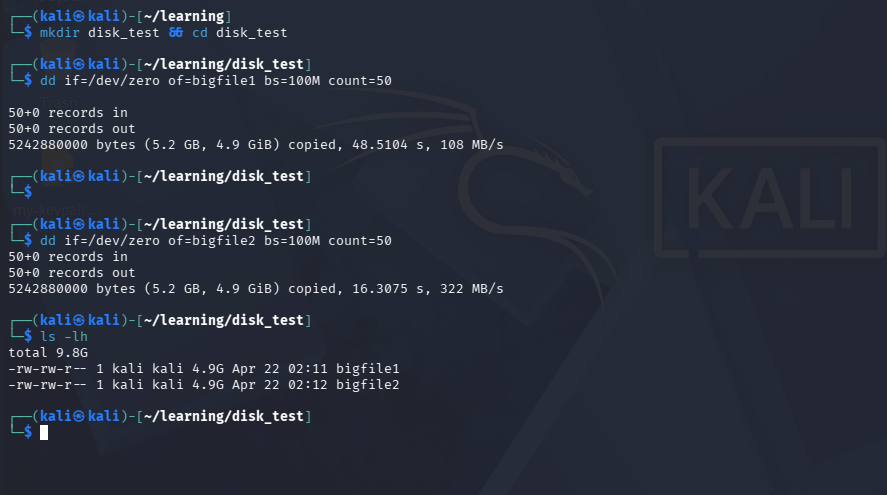 ┌──(kali㉿kali)-[~/learning]
└─$ mkdir disk_test && cd disk_test
┌──(kali㉿kali)-[~/learning/disk_test]
└─$ dd if=/dev/zero of=bigfile1 bs=100M count=50
Trash
50+0 records in
50+0 records out
5242880000 bytes (5.2 GB, 4.9 GiB) copied, 48.5104 s, 108 MB/s
┌──(kali㉿kali)-[~/learning/disk_test]
└─$
┌──(kali㉿kali)-[~/learning/disk_test]
└─$ dd if=/dev/zero of=bigfile2 bs=100M count=50
50+0 records in
50+0 records out
5242880000 bytes (5.2 GB, 4.9 GiB) copied, 16.3075 s, 322 MB/s
┌──(kali㉿kali)-[~/learning/disk_test]
└─$ ls -lh
total 9.8G
-rw-rw-r-- 1 kali kali 4.9G Apr 22 02:11 bigfile1
-rw-rw-r-- 1 kali kali 4.9G Apr 22 02:12 bigfile2
┌──(kali㉿kali)-[~/learning/disk_test]
└─$
KALI